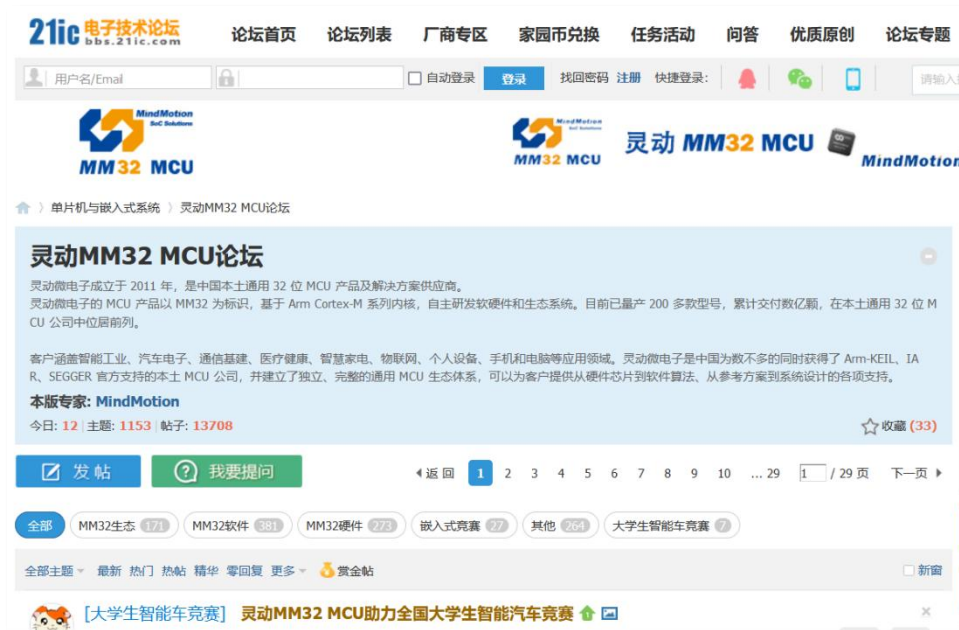 21ic 电子技术论坛 bbs.21ic.com 论坛首页 论坛列表 厂商专区 家园币兑换 任务活动 问答 优质原创 论坛专题
用户名/Email 自动登录 登录 找回密码 注册 快捷登录: 请输入
MindMotion
SoC Solutions
MM32 MCU
MindMotion
SoC Solutions
MM32 MCU
灵动 MM32 MCU
MindMotion
单片机与嵌入式系统 〉 灵动MM32 MCU论坛
灵动MM32 MCU论坛
灵动微电子成立于 2011 年，是中国本土通用 32 位 MCU 产品及解决方案供应商。
灵动微电子的 MCU 产品以 MM32 为标识，基于 Arm Cortex-M 系列内核，自主研发软硬件和生态系统。目前已量产 200 多款型号，累计交付数亿颗，在本土通用 32 位 M
CU 公司中位居前列。
客户涵盖智能工业、汽车电子、通信基建、医疗健康、智慧家电、物联网、个人设备、手机和电脑等应用领域。灵动微电子是中国为数不多的同时获得了 Arm-KEIL、IA
R、SEGGER 官方支持的本土 MCU 公司，并建立了独立、完整的通用 MCU 生态体系，可以为客户提供从硬件芯片到软件算法、从参考方案到系统设计的各项支持。
本版专家: MindMotion
今日: 12 | 主题: 1153 | 帖子: 13708 收藏 (33)
发帖 我要提问 返回 1 2 3 4 5 6 7 8 9 10 ... 29 1 / 29 页 下一页
全部 MM32生态 171 MM32软件 381 MM32硬件 273 嵌入式竞赛 27 其他 264 大学生智能车竞赛 7
全部主题 最新 热门 热帖 精华 零回复 更多 赏金帖 新窗
[大学生智能车竞赛] 灵动MM32 MCU助力全国大学生智能汽车竞赛